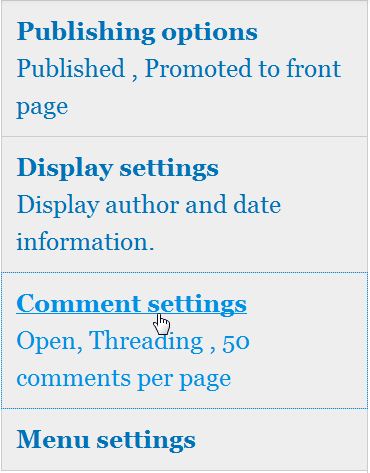 Publishing options
Published , Promoted to front
page
Display settings
Display author and date
information.
Comment settings
Open, Threading , 50
comments per page
Menu settings